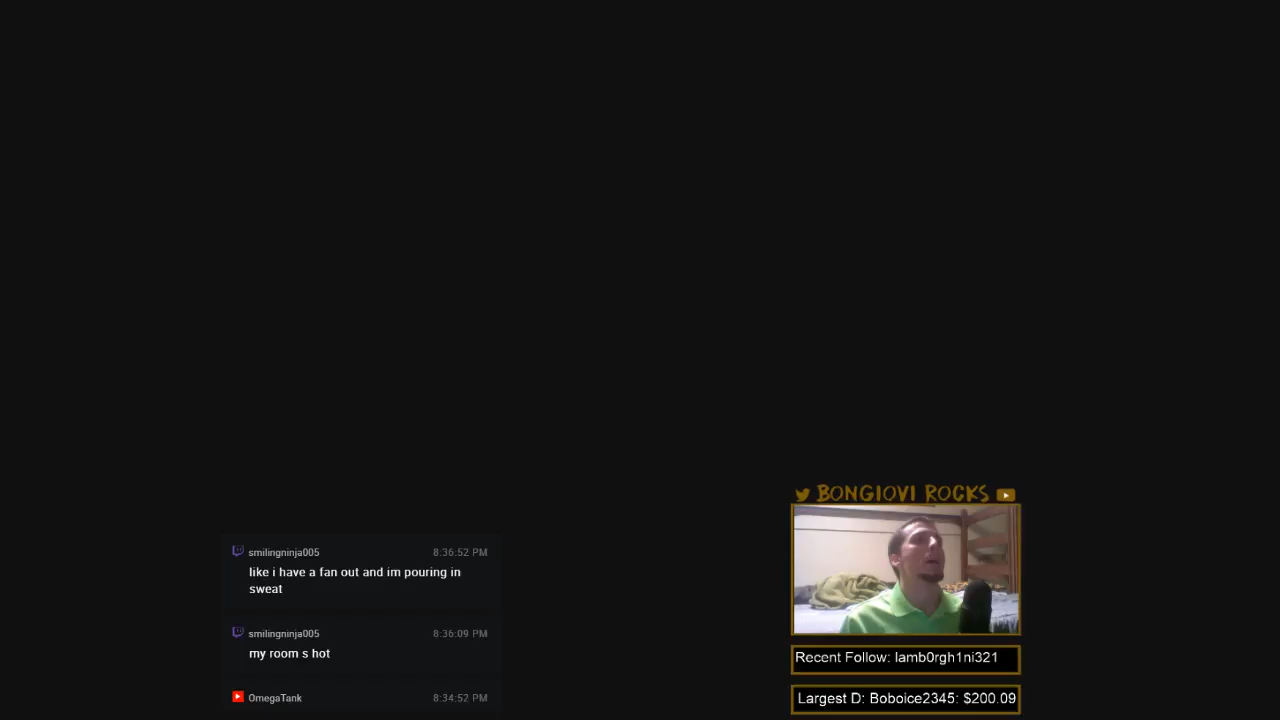 BONGIOVI ROCKS
smilingninja005 8:36:52 PM
like i have a fan out and im pouring in
sweat
smilingninja005 8:36:09 PM
my room s hot
OmegaTank 8:34:52 PM
Recent Follow: lamb0rgh1ni321
Largest D: Boboice2345: $200.09